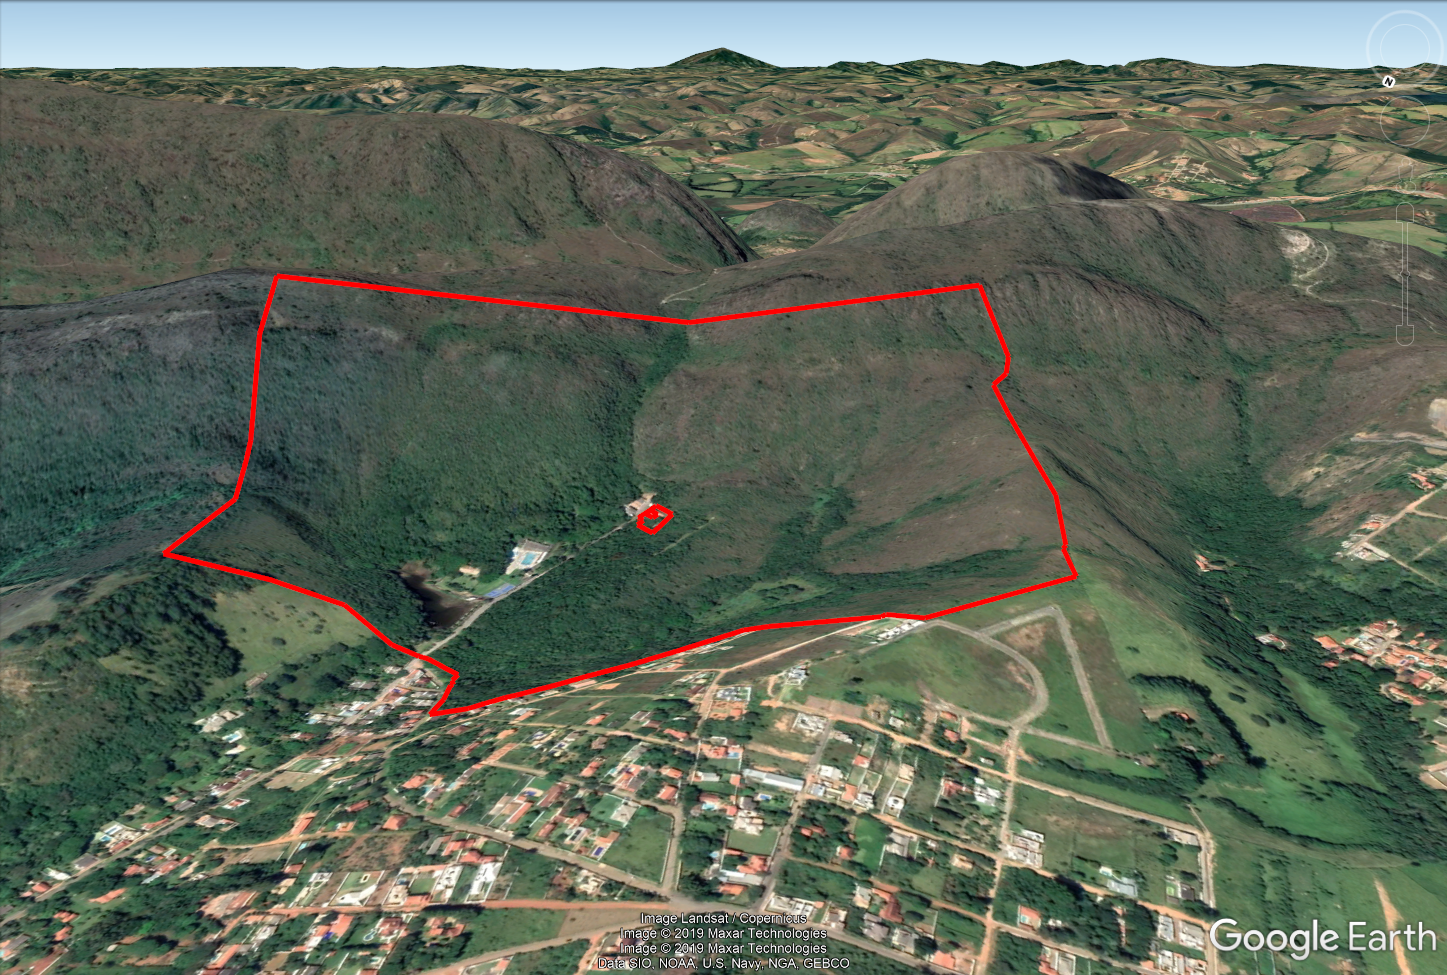 N
Image Landsat / Copernicus
Image © 2019 Maxar Technologies
Image © 2019 Maxar Technologies
Data SIO, NOAA, U.S. Navy, NGA, GEBCO
Google Earth